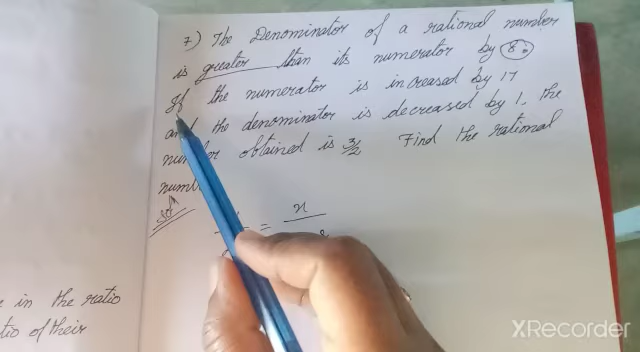 7) The Denominator of a rational number
is greater than its numerator by 8.
If the numerator is increased by 17
and the denominator is decreased by 1, the
obtained is 3/2 Find the rational
Sol
= x
8
e in the ratio
tio of their
XRecorder